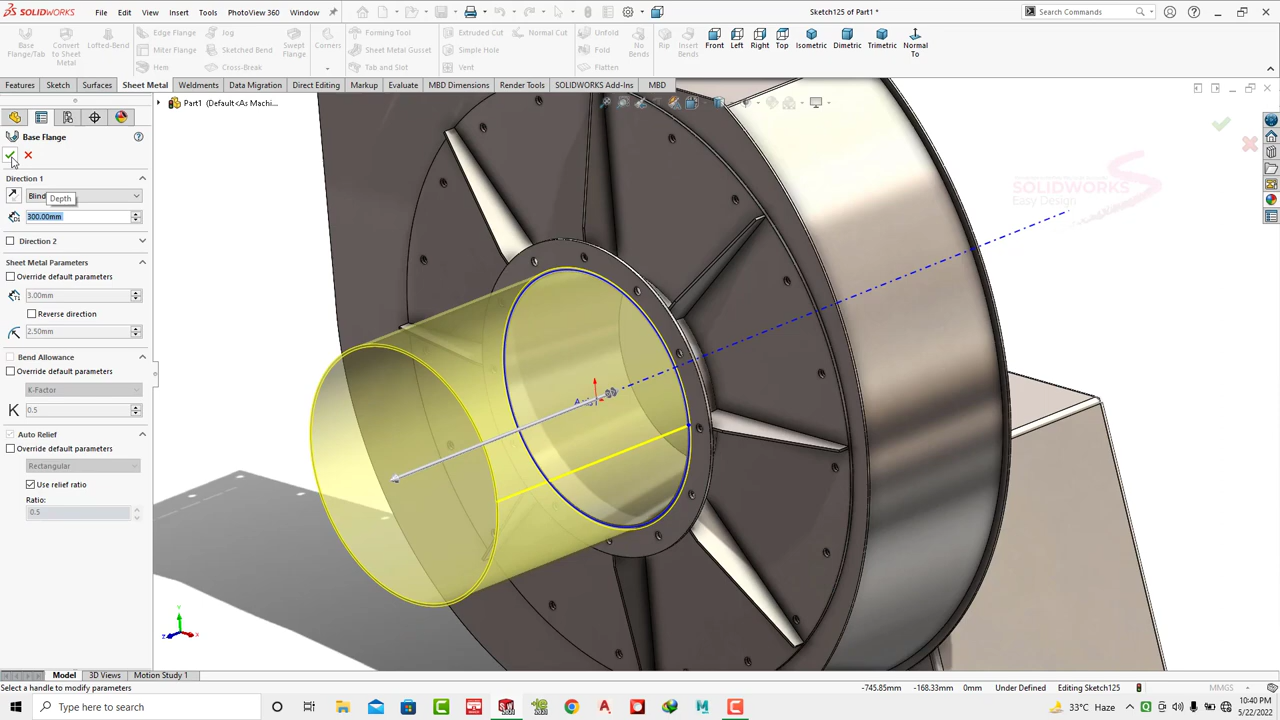 SOLIDWORKS
File Edit View Insert Tools PhotoView 360 Window
Sketch125 of Part1 *
Search Commands
Base Flange/Tab
Convert to Sheet Metal
Lofted-Bend
Edge Flange
Miter Flange
Hem
Jog
Sketched Bend
Cross-Break
Swept Flange
Corners
Forming Tool
Sheet Metal Gusset
Tab and Slot
Extruded Cut
Simple Hole
Vent
Normal Cut
No Bends
Unfold
Fold
Flatten
Rip
Insert Bends
Front
Left
Right
Top
Isometric
Dimetric
Trimetric
Normal To
Features Sketch Surfaces Sheet Metal Data Migration Weldments Direct Editing Markup Evaluate MBD Dimensions Render Tools SOLIDWORKS Add-Ins MBD
Part1 (Default<As Machi...
Base Flange
Direction 1
Blind
Depth
300.00mm
Direction 2
Sheet Metal Parameters
Override default parameters
3.00mm
Reverse direction
2.50mm
Bend Allowance
Override default parameters
K-Factor
K 0.5
Auto Relief
Override default parameters
Rectangular
Use relief ratio
Ratio:
0.5
SOLIDWORKS
Easy Design
Y
Z
X
Model 3D Views Motion Study 1
Select a handle to modify parameters
-745.85mm -168.33mm 0mm Under Defined Editing Sketch125
MMGS
Type here to search
33°C Haze
10:40 PM
5/22/2022